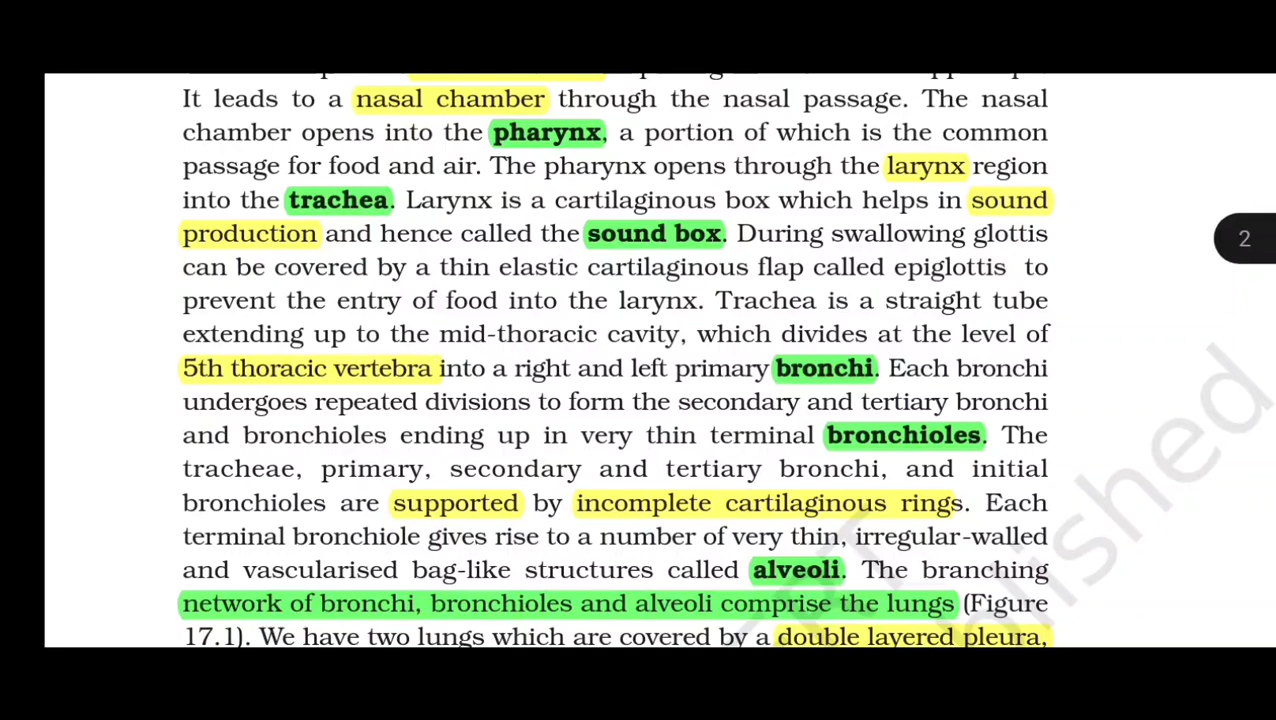 It leads to a nasal chamber through the nasal passage. The nasal
chamber opens into the pharynx, a portion of which is the common
passage for food and air. The pharynx opens through the larynx region
into the trachea. Larynx is a cartilaginous box which helps in sound
production and hence called the sound box. During swallowing glottis
2
can be covered by a thin elastic cartilaginous flap called epiglottis to
prevent the entry of food into the larynx. Trachea is a straight tube
extending up to the mid-thoracic cavity, which divides at the level of
5th thoracic vertebra into a right and left primary bronchi. Each bronchi
undergoes repeated divisions to form the secondary and tertiary bronchi
and bronchioles ending up in very thin terminal bronchioles. The
tracheae, primary, secondary and tertiary bronchi, and initial
bronchioles are supported by incomplete cartilaginous rings. Each
terminal bronchiole gives rise to a number of very thin, irregular-walled
and vascularised bag-like structures called alveoli. The branching
network of bronchi, bronchioles and alveoli comprise the lungs (Figure
17.1). We have two lungs which are covered by a double layered pleura,